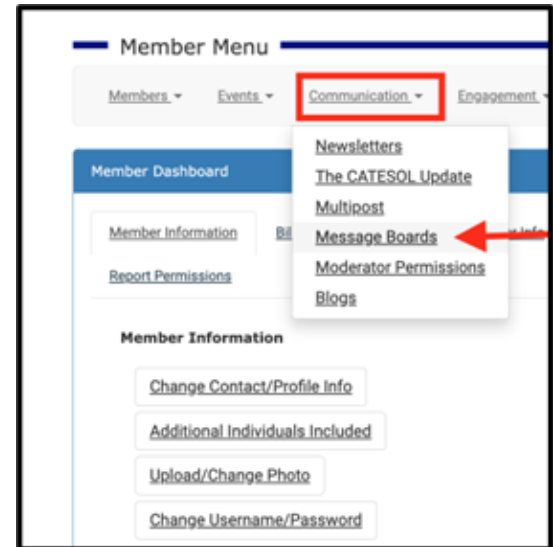 Member Menu
Members Events Communication Engagement
Newsletters
Member Dashboard
The CATESOL Update
Multipost
Member Information
Message Boards
Report Permissions
Moderator Permissions
Blogs
Member Information
Change Contact/Profile Info
Additional Individuals Included
Upload/Change Photo
Change Username/Password